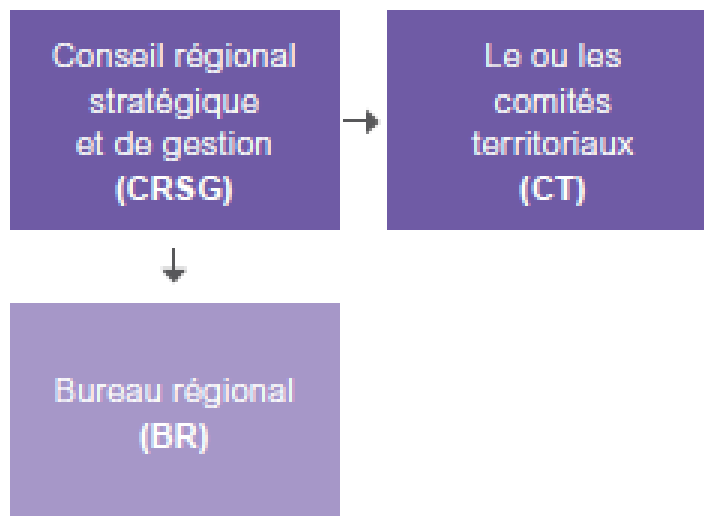 Conseil régional
stratégique
et de gestion
(CRSG)
Le ou les
comités
territoriaux
(CT)
Bureau régional
(BR)